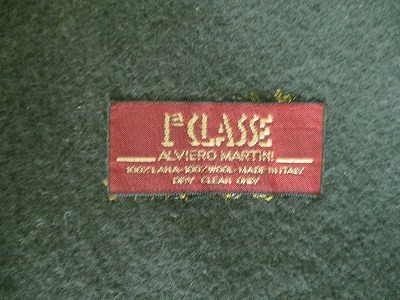 1ª CLASSE
ALVIERO MARTINI
100% LANA-100% WOOL-MADE IN ITALY
DRY CLEAN ONLY